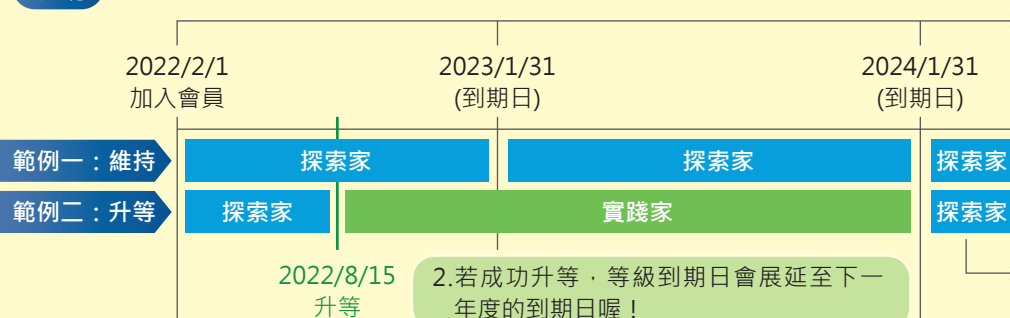 2022/2/1
加入會員
2023/1/31
(到期日)
2024/1/31
(到期日)
範例一：維持
探索家
探索家
探索家
範例二：升等
探索家
實踐家
探索家
2022/8/15
升等
2.若成功升等，等級到期日會展延至下一
年度的到期日喔！